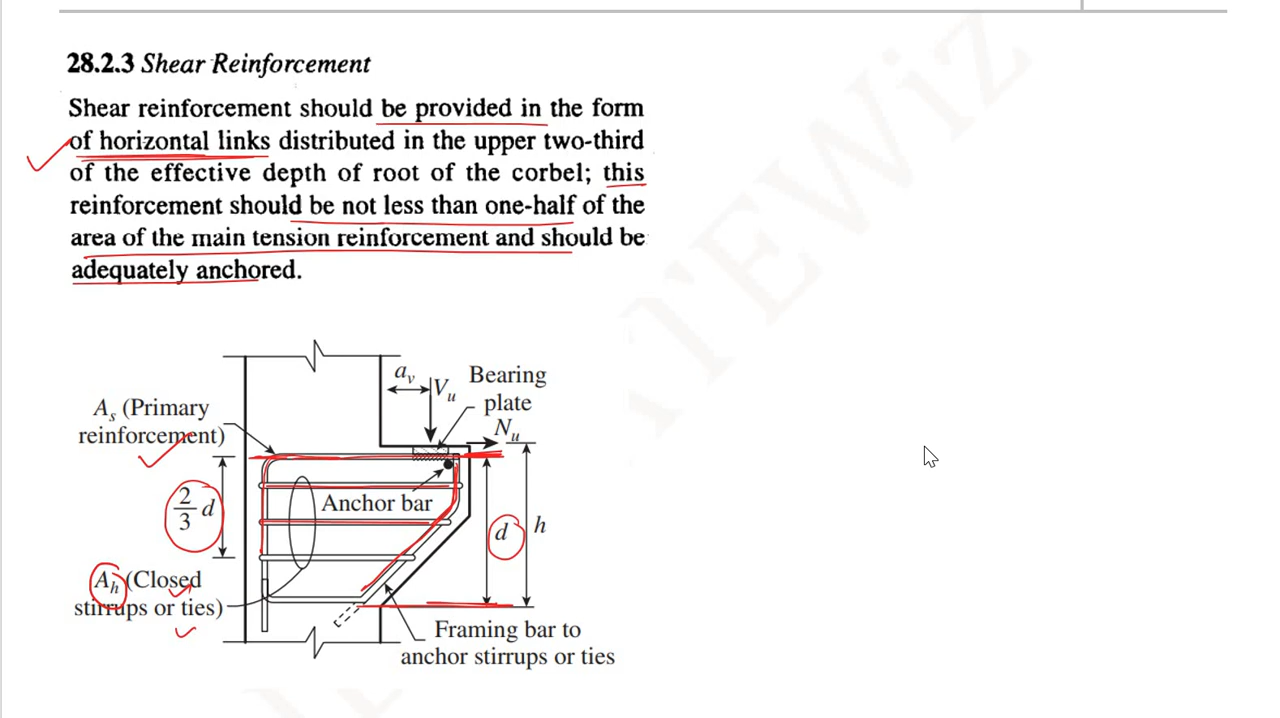 28.2.3 Shear Reinforcement
Shear reinforcement should be provided in the form
of horizontal links distributed in the upper two-third
of the effective depth of root of the corbel; this
reinforcement should be not less than one-half of the
area of the main tension reinforcement and should be
adequately anchored.
a_v
V_u
Bearing
plate
N_u
A_s (Primary
reinforcement)
2/3 d
Anchor bar
d
h
A_h (Closed
stirrups or ties)
Framing bar to
anchor stirrups or ties